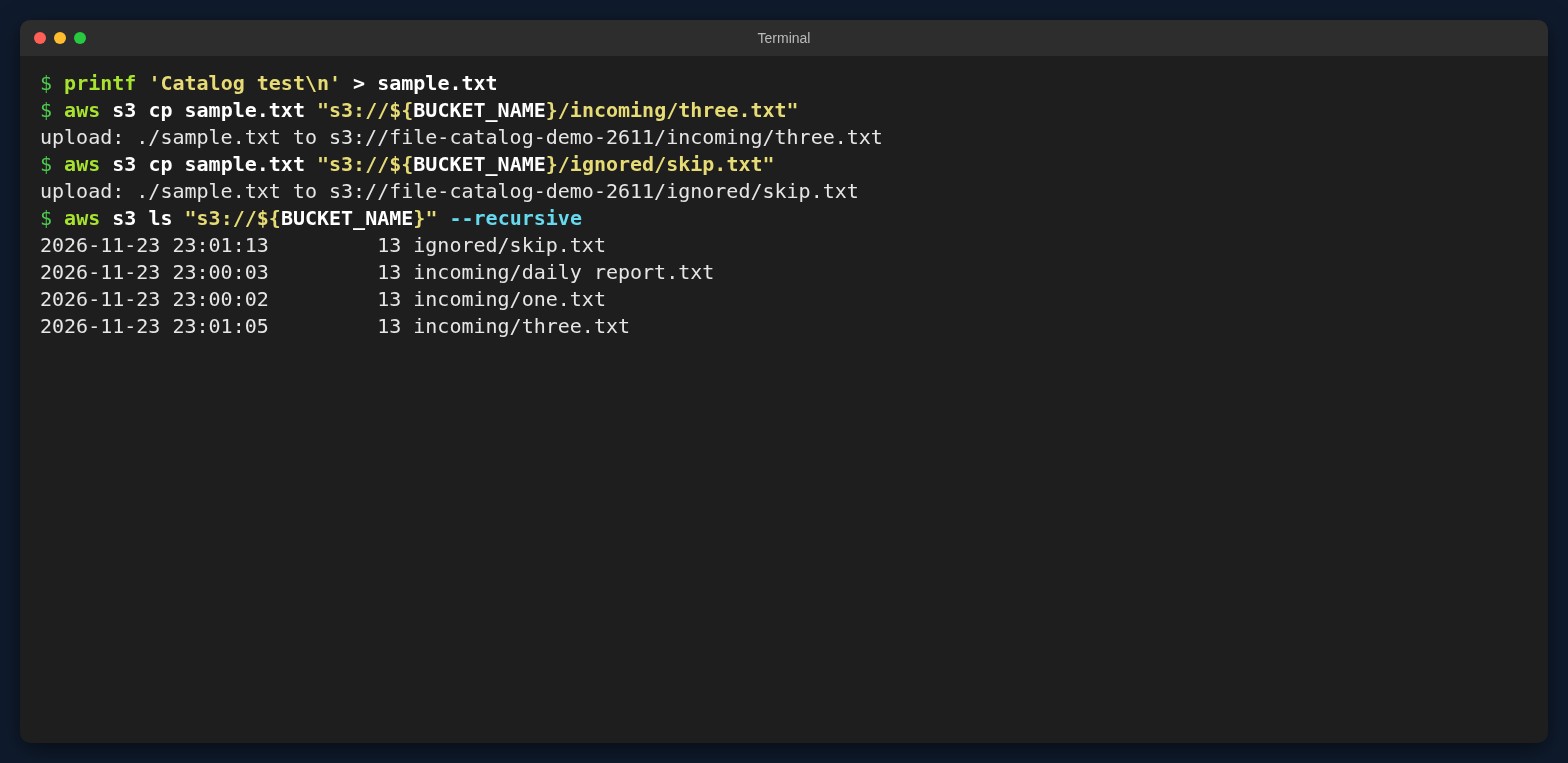 Terminal
$ printf 'Catalog test\n' > sample.txt
$ aws s3 cp sample.txt "s3://${BUCKET_NAME}/incoming/three.txt"
upload: ./sample.txt to s3://file-catalog-demo-2611/incoming/three.txt
$ aws s3 cp sample.txt "s3://${BUCKET_NAME}/ignored/skip.txt"
upload: ./sample.txt to s3://file-catalog-demo-2611/ignored/skip.txt
$ aws s3 ls "s3://${BUCKET_NAME}" --recursive
2026-11-23 23:01:13         13 ignored/skip.txt
2026-11-23 23:00:03         13 incoming/daily report.txt
2026-11-23 23:00:02         13 incoming/one.txt
2026-11-23 23:01:05         13 incoming/three.txt